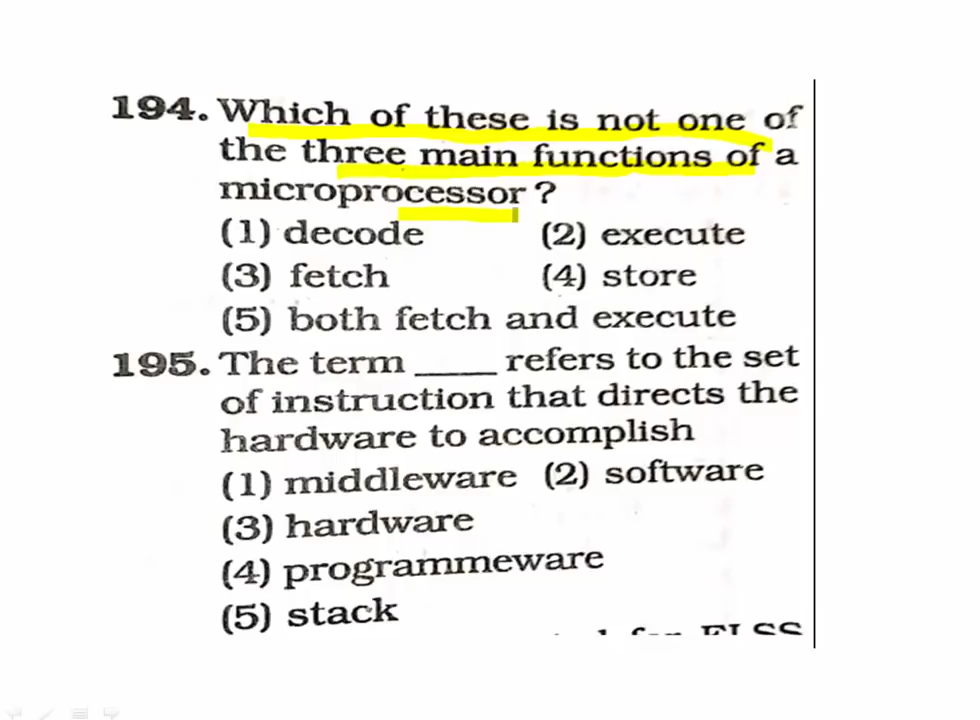 194. Which of these is not one of
the three main functions of a
microprocessor ?
(1) decode (2) execute
(3) fetch (4) store
(5) both fetch and execute
195. The term ____ refers to the set
of instruction that directs the
hardware to accomplish
(1) middleware (2) software
(3) hardware
(4) programmeware
(5) stack